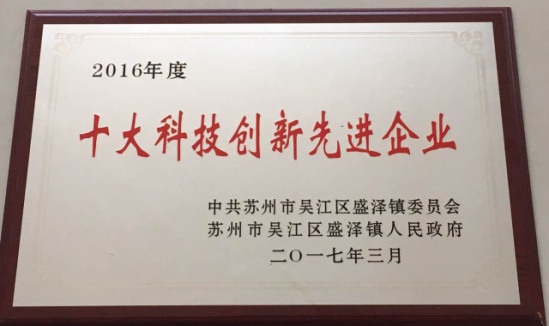 2016年度
十大科技创新先进企业
中共苏州市吴江区盛泽镇委员会
苏州市吴江区盛泽镇人民政府
二〇一七年三月